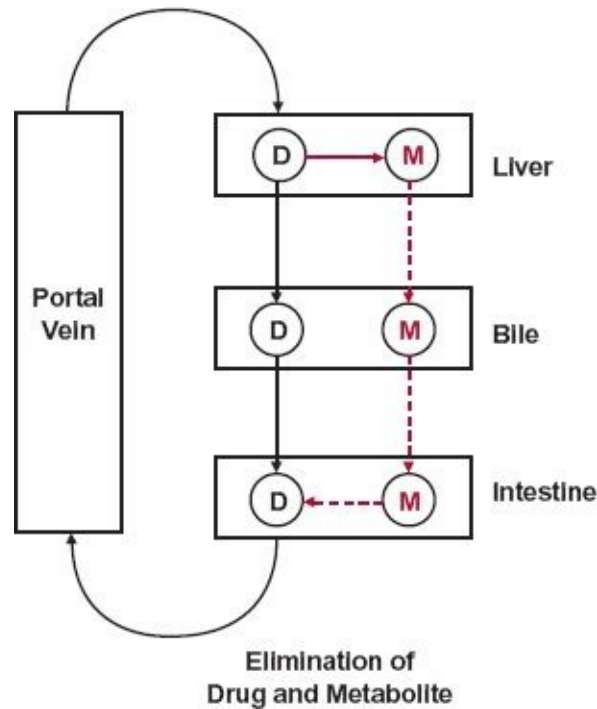 D M
Liver
Portal
Vein
D M
Bile
D M
Intestine
Elimination of
Drug and Metabolite